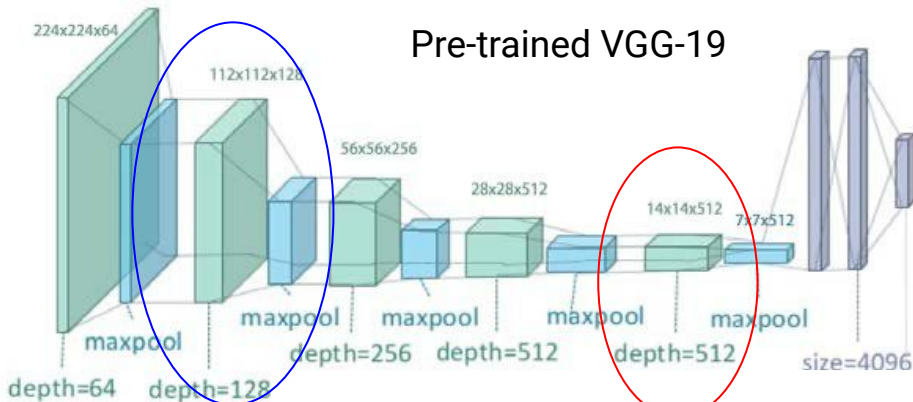 Pre-trained VGG-19
224x224x64
112x112x128
56x56x256
28x28x512
14x14x512
7x7x512
maxpool
maxpool
maxpool
maxpool
maxpool
depth=64
depth=128
depth=256
depth=512
depth=512
size=4096